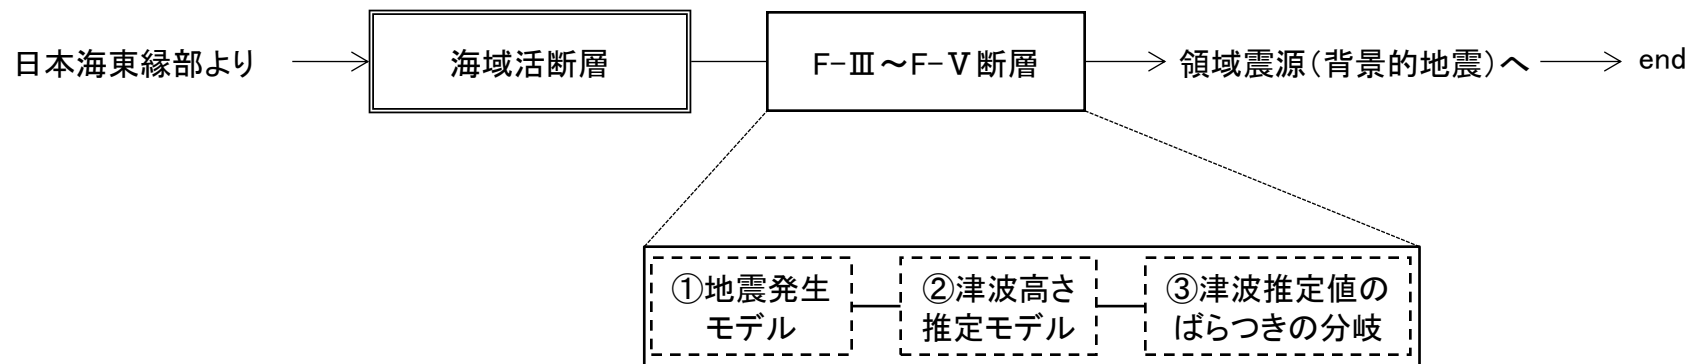 日本海東縁部より
海域活断層
F-Ⅲ～F-Ⅴ断層
領域震源(背景的地震)へ
end
①地震発生
モデル
②津波高さ
推定モデル
③津波推定値の
ばらつきの分岐